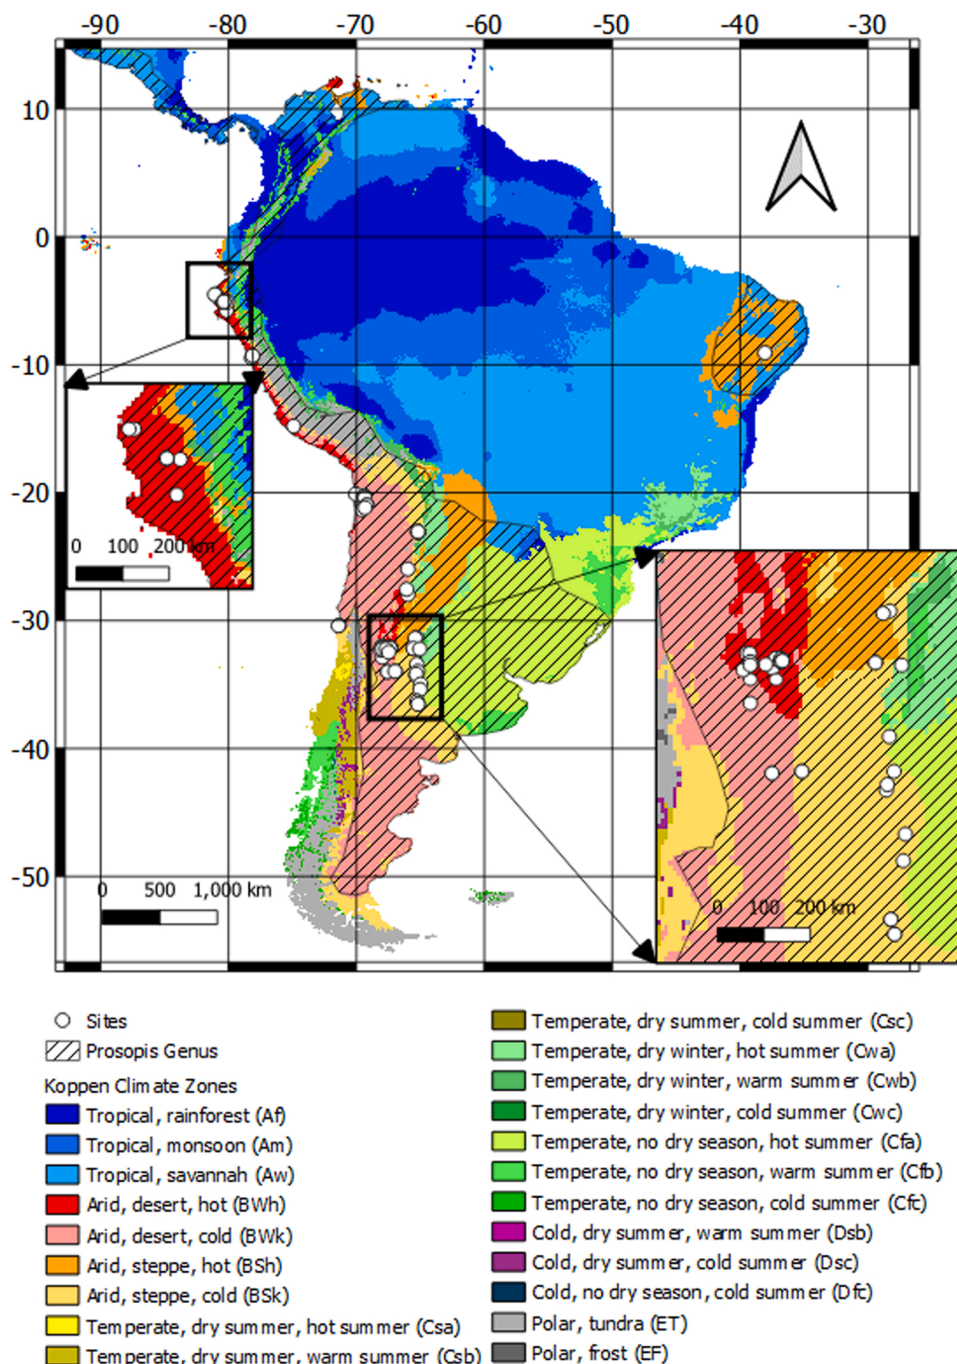 -90 -80 -70 -60 -50 -40 -30
10
0
-10
0 100 200 km
-20
-30
-40
0 100 200 km
-50
0 500 1,000 km
Sites
Prosopis Genus
Koppen Climate Zones
Tropical, rainforest (Af)
Tropical, monsoon (Am)
Tropical, savannah (Aw)
Arid, desert, hot (BWh)
Arid, desert, cold (BWk)
Arid, steppe, hot (BSh)
Arid, steppe, cold (BSk)
Temperate, dry summer, hot summer (Csa)
Temperate, dry summer, warm summer (Csb)
Temperate, dry summer, cold summer (Csc)
Temperate, dry winter, hot summer (Cwa)
Temperate, dry winter, warm summer (Cwb)
Temperate, dry winter, cold summer (Cwc)
Temperate, no dry season, hot summer (Cfa)
Temperate, no dry season, warm summer (Cfb)
Temperate, no dry season, cold summer (Cfc)
Cold, dry summer, warm summer (Dsb)
Cold, dry summer, cold summer (Dsc)
Cold, no dry season, cold summer (Dfc)
Polar, tundra (ET)
Polar, frost (EF)